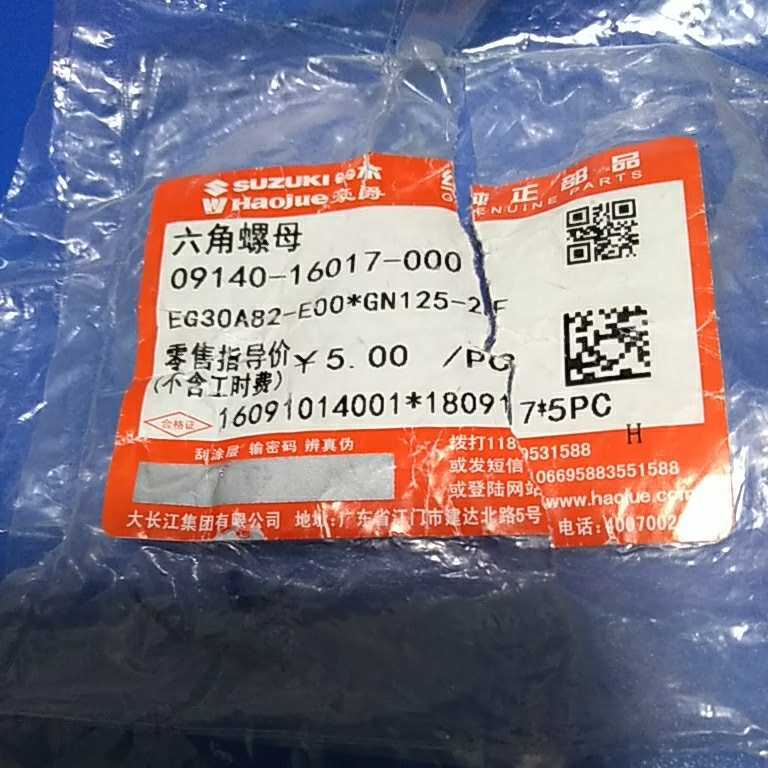 SUZUKI 铃木
純正部品
Haojue 豪爵
GENUINE PARTS
六角螺母
09140-16017-000
EG30A82-E00*GN125-2F
零售指导价￥5.00 /PC
(不含工时费)
16091014001*180917*5PC
合格证
H
刮涂层 输密码 辨真伪
拨打118 9531588
或发短信 06695883551588
或登陆网站 www.haojue.com
大长江集团有限公司 地址:广东省江门市建达北路5号 电话:4007002